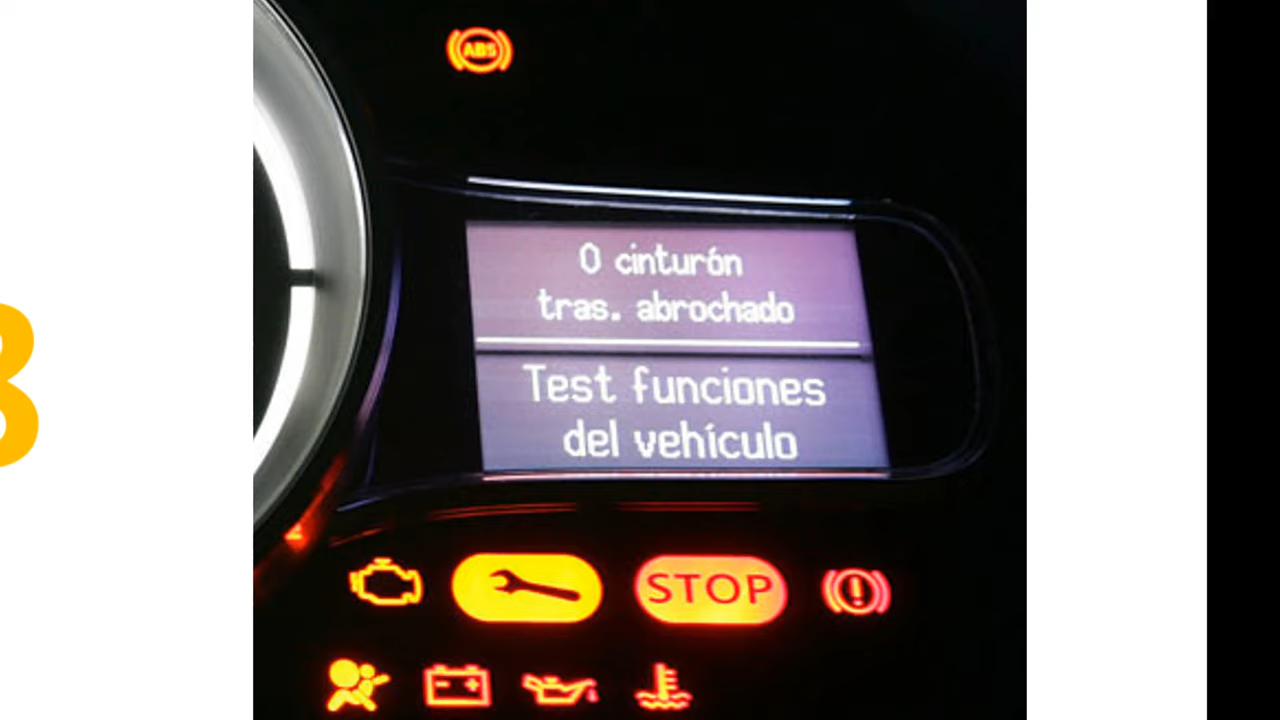 ABS
0 cinturón
tras. abrochado
Test funciones
del vehículo
STOP